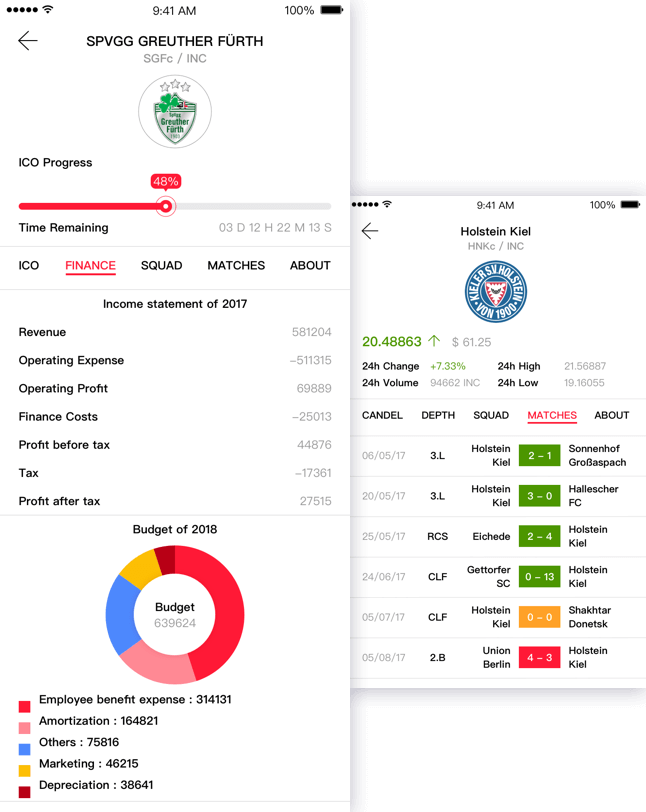 9:41 AM 100%
SPVGG GREUTHER FÜRTH
SGFc / INC
Spvgg
Greuther
Fürth
1903
ICO Progress
48%
Time Remaining 03 D 12 H 22 M 13 S
ICO FINANCE SQUAD MATCHES ABOUT
Income statement of 2017
Revenue 581204
Operating Expense –511315
Operating Profit 69889
Finance Costs –25013
Profit before tax 44876
Tax –17361
Profit after tax 27515
Budget of 2018
Budget
639624
Employee benefit expense : 314131
Amortization : 164821
Others : 75816
Marketing : 46215
Depreciation : 38641
9:41 AM 100%
Holstein Kiel
HNKc / INC
KIELER S.V. HOLSTEIN
VON 1900
20.48863 ↑ $ 61.25
24h Change +7.33% 24h High 21.56887
24h Volume 94662 INC 24h Low 19.16055
CANDEL DEPTH SQUAD MATCHES ABOUT
06/05/17 3.L Holstein Kiel 2 – 1 Sonnenhof Großaspach
20/05/17 3.L Holstein Kiel 3 – 0 Hallescher FC
25/05/17 RCS Eichede 2 – 4 Holstein Kiel
24/06/17 CLF Gettorfer SC 0 – 13 Holstein Kiel
05/07/17 CLF Holstein Kiel 0 – 0 Shakhtar Donetsk
05/08/17 2.B Union Berlin 4 – 3 Holstein Kiel